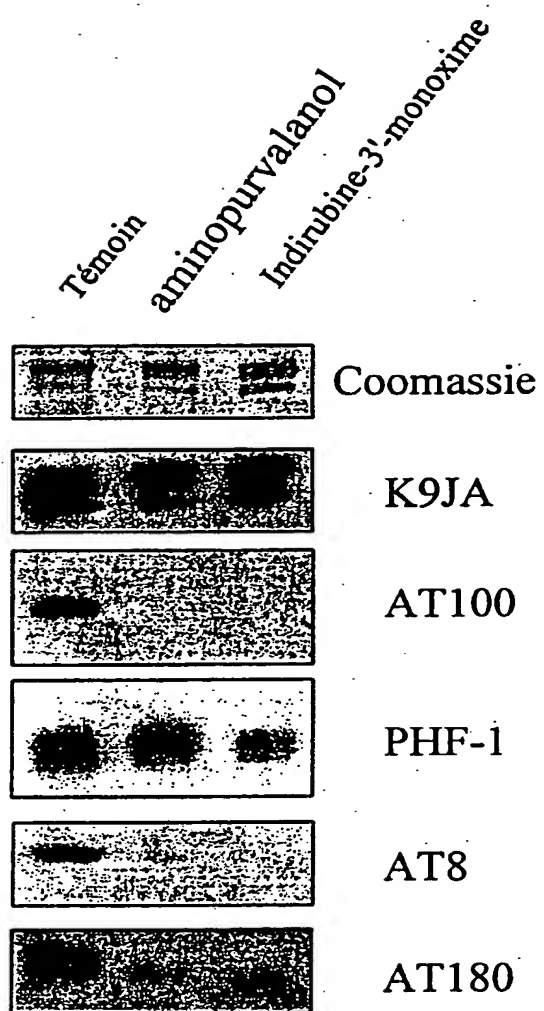 Témoin
aminopurvalanol
Indirubine-3'-monoxime
Coomassie
K9JA
AT100
PHF-1
AT8
AT180